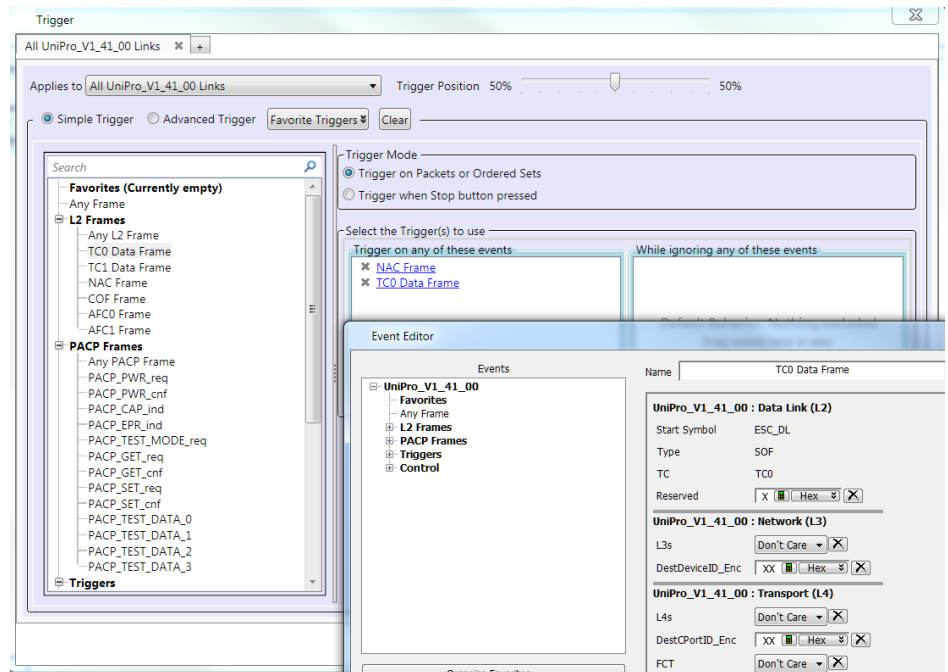 Trigger
All UniPro_V1_41_00 Links
+
Applies to All UniPro_V1_41_00 Links Trigger Position 50% 50%
Simple Trigger Advanced Trigger Favorite Triggers Clear
Search
Favorites (Currently empty)
Any Frame
L2 Frames
Any L2 Frame
TC0 Data Frame
TC1 Data Frame
NAC Frame
COF Frame
AFC0 Frame
AFC1 Frame
PACP Frames
Any PACP Frame
PACP_PWR_req
PACP_PWR_cnf
PACP_CAP_ind
PACP_EPR_ind
PACP_TEST_MODE_req
PACP_GET_req
PACP_GET_cnf
PACP_SET_req
PACP_SET_cnf
PACP_TEST_DATA_0
PACP_TEST_DATA_1
PACP_TEST_DATA_2
PACP_TEST_DATA_3
Triggers
Trigger Mode
Trigger on Packets or Ordered Sets
Trigger when Stop button pressed
Select the Trigger(s) to use
Trigger on any of these events
NAC Frame
TC0 Data Frame
While ignoring any of these events
Event Editor
Events
UniPro_V1_41_00
Favorites
Any Frame
L2 Frames
PACP Frames
Triggers
Control
Name TC0 Data Frame
UniPro_V1_41_00 : Data Link (L2)
Start Symbol ESC_DL
Type SOF
TC TC0
Reserved X Hex X
UniPro_V1_41_00 : Network (L3)
L3s Don't Care X
DestDeviceID_Enc XX Hex X
UniPro_V1_41_00 : Transport (L4)
L4s Don't Care X
DestCPortID_Enc XX Hex X
FCT Don't Care X